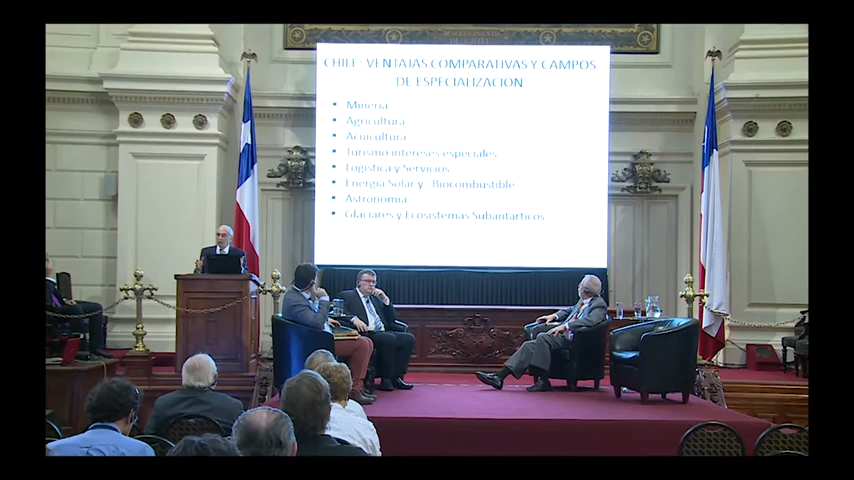 CHILE: VENTAJAS COMPARATIVAS Y CAMPOS
DE ESPECIALIZACION
• Minería
• Agricultura
• Acuicultura
• Turismo intereses especiales
• Logística y Servicios
• Energía Solar y Biocombustible
• Astronomía
• Glaciares y Ecosistemas Subantárticos